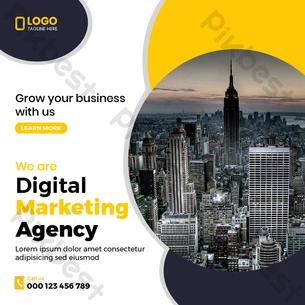 LOGO
TAGLINE HERE
Grow your business
with us
LEARN MORE
We are
Digital
Marketing
Agency
Lorem ipsum dolor amet consectetur
adipisicing sed eiusmod
Call us
000 123 456 789
Pikbest